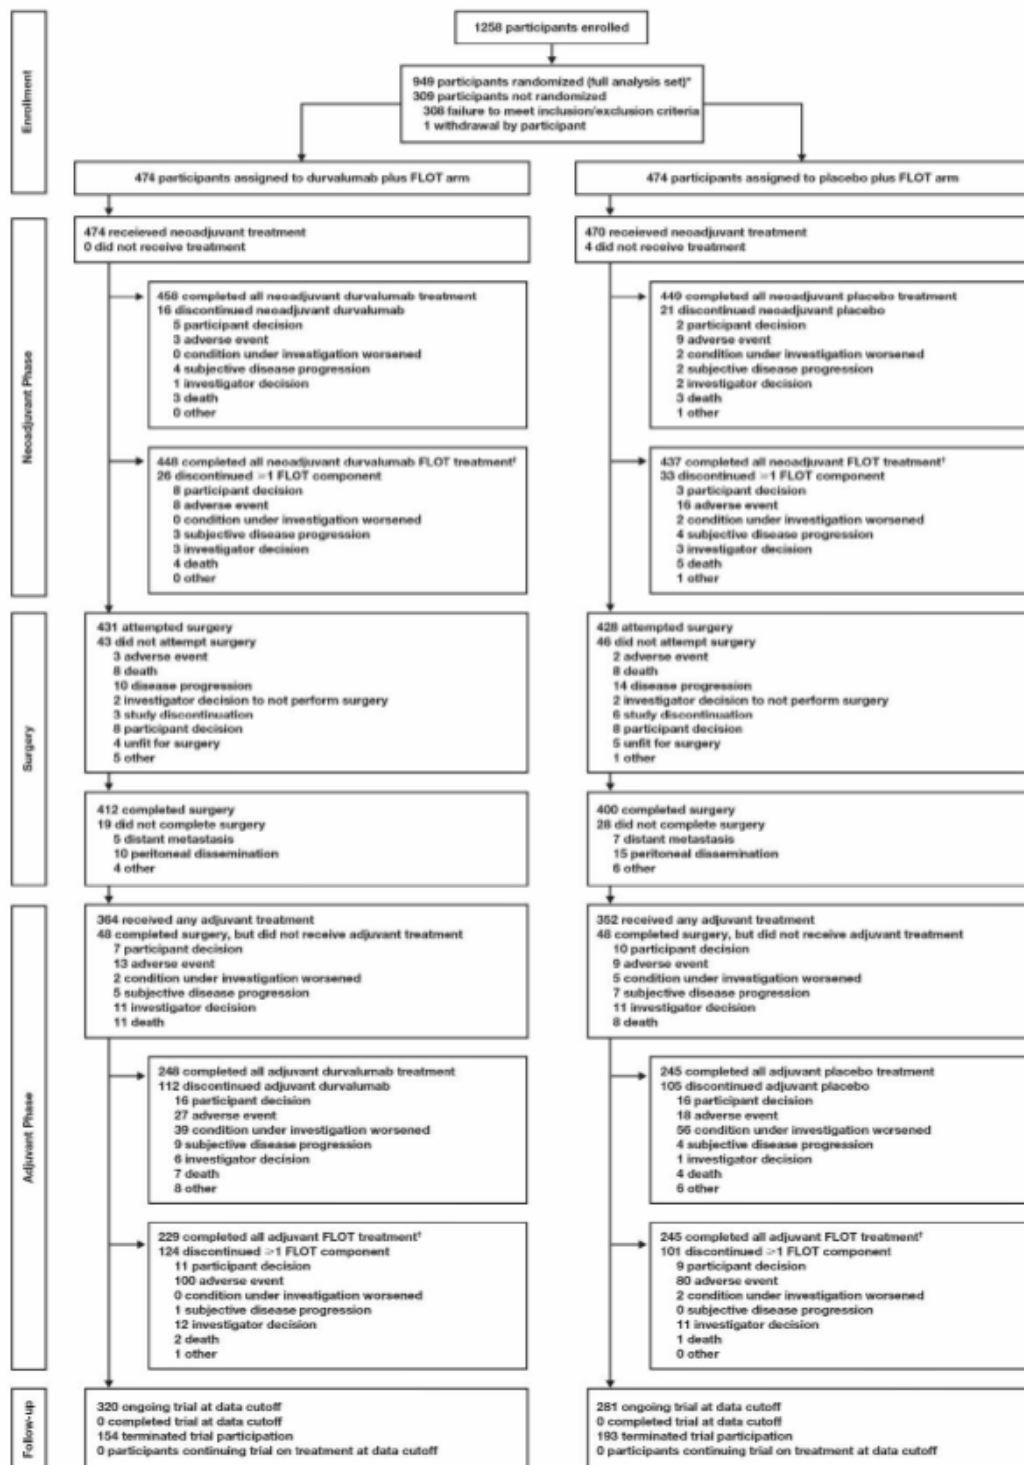 Enrollment
1258 participants enrolled
949 participants randomized (full analysis set)*
309 participants not randomized
308 failure to meet inclusion/exclusion criteria
1 withdrawal by participant
474 participants assigned to durvalumab plus FLOT arm
474 participants assigned to placebo plus FLOT arm
Neoadjuvant Phase
474 receieved neoadjuvant treatment
0 did not receive treatment
470 receieved neoadjuvant treatment
4 did not receive treatment
458 completed all neoadjuvant durvalumab treatment
16 discontinued neoadjuvant durvalumab
5 participant decision
3 adverse event
0 condition under investigation worsened
4 subjective disease progression
1 investigator decision
3 death
0 other
449 completed all neoadjuvant placebo treatment
21 discontinued neoadjuvant placebo
2 participant decision
9 adverse event
2 condition under investigation worsened
2 subjective disease progression
2 investigator decision
3 death
1 other
448 completed all neoadjuvant durvalumab FLOT treatment†
26 discontinued ≥1 FLOT component
8 participant decision
8 adverse event
0 condition under investigation worsened
3 subjective disease progression
3 investigator decision
4 death
0 other
437 completed all neoadjuvant FLOT treatment†
33 discontinued ≥1 FLOT component
3 participant decision
16 adverse event
2 condition under investigation worsened
4 subjective disease progression
3 investigator decision
5 death
1 other
Surgery
431 attempted surgery
43 did not attempt surgery
3 adverse event
8 death
10 disease progression
2 investigator decision to not perform surgery
3 study discontinuation
8 participant decision
4 unfit for surgery
5 other
428 attempted surgery
46 did not attempt surgery
2 adverse event
8 death
14 disease progression
2 investigator decision to not perform surgery
6 study discontinuation
8 participant decision
5 unfit for surgery
1 other
412 completed surgery
19 did not complete surgery
5 distant metastasis
10 peritoneal dissemination
4 other
400 completed surgery
28 did not complete surgery
7 distant metastasis
15 peritoneal dissemination
6 other
Adjuvant Phase
364 received any adjuvant treatment
48 completed surgery, but did not receive adjuvant treatment
7 participant decision
13 adverse event
2 condition under investigation worsened
5 subjective disease progression
11 investigator decision
11 death
352 received any adjuvant treatment
48 completed surgery, but did not receive adjuvant treatment
10 participant decision
9 adverse event
5 condition under investigation worsened
7 subjective disease progression
11 investigator decision
8 death
248 completed all adjuvant durvalumab treatment
112 discontinued adjuvant durvalumab
16 participant decision
27 adverse event
39 condition under investigation worsened
9 subjective disease progression
6 investigator decision
7 death
8 other
245 completed all adjuvant placebo treatment
105 discontinued adjuvant placebo
16 participant decision
18 adverse event
56 condition under investigation worsened
4 subjective disease progression
1 investigator decision
4 death
6 other
229 completed all adjuvant FLOT treatment†
124 discontinued ≥1 FLOT component
11 participant decision
100 adverse event
0 condition under investigation worsened
1 subjective disease progression
12 investigator decision
2 death
1 other
245 completed all adjuvant FLOT treatment†
101 discontinued ≥1 FLOT component
9 participant decision
80 adverse event
2 condition under investigation worsened
0 subjective disease progression
11 investigator decision
1 death
0 other
Follow-up
320 ongoing trial at data cutoff
0 completed trial at data cutoff
154 terminated trial participation
0 participants continuing trial on treatment at data cutoff
281 ongoing trial at data cutoff
0 completed trial at data cutoff
193 terminated trial participation
0 participants continuing trial on treatment at data cutoff